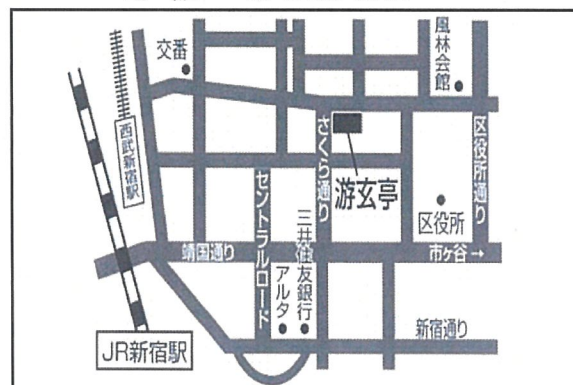 交番
風林会館
西武新宿駅
さくら通り
区役所通り
游玄亭
区役所
セントラルロード
三井住友銀行
アルタ
靖国通り
市ヶ谷→
新宿通り
JR新宿駅